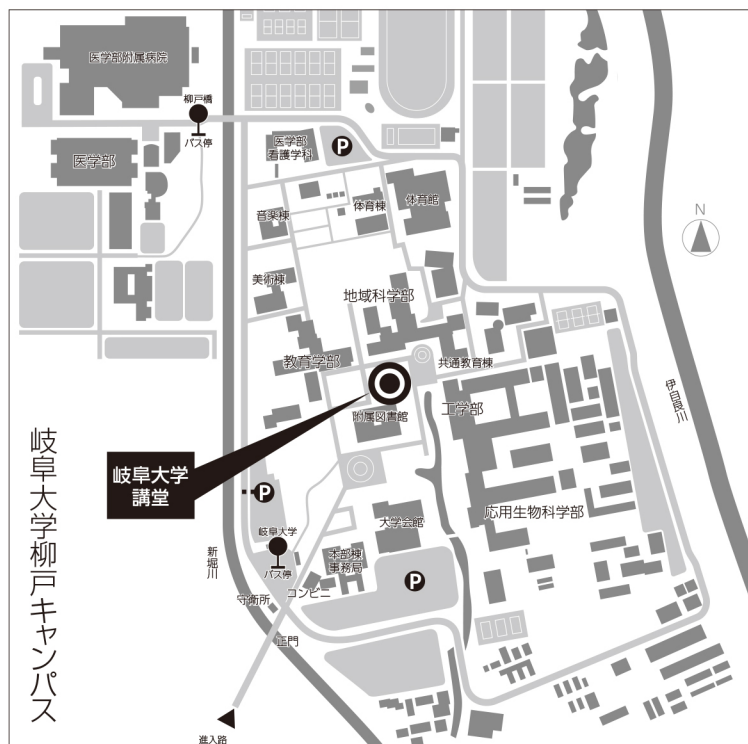 医学部附属病院
柳戸橋
バス停
医学部
医学部
看護学科
P
体育館
体育棟
音楽棟
N
美術棟
地域科学部
教育学部
共通教育棟
附属図書館
工学部
伊自良川
岐阜大学
講堂
P
応用生物科学部
大学会館
岐阜大学
バス停
新堀川
本部棟
事務局
P
コンビニ
守衛所
正門
進入路
岐阜大学柳戸キャンパス